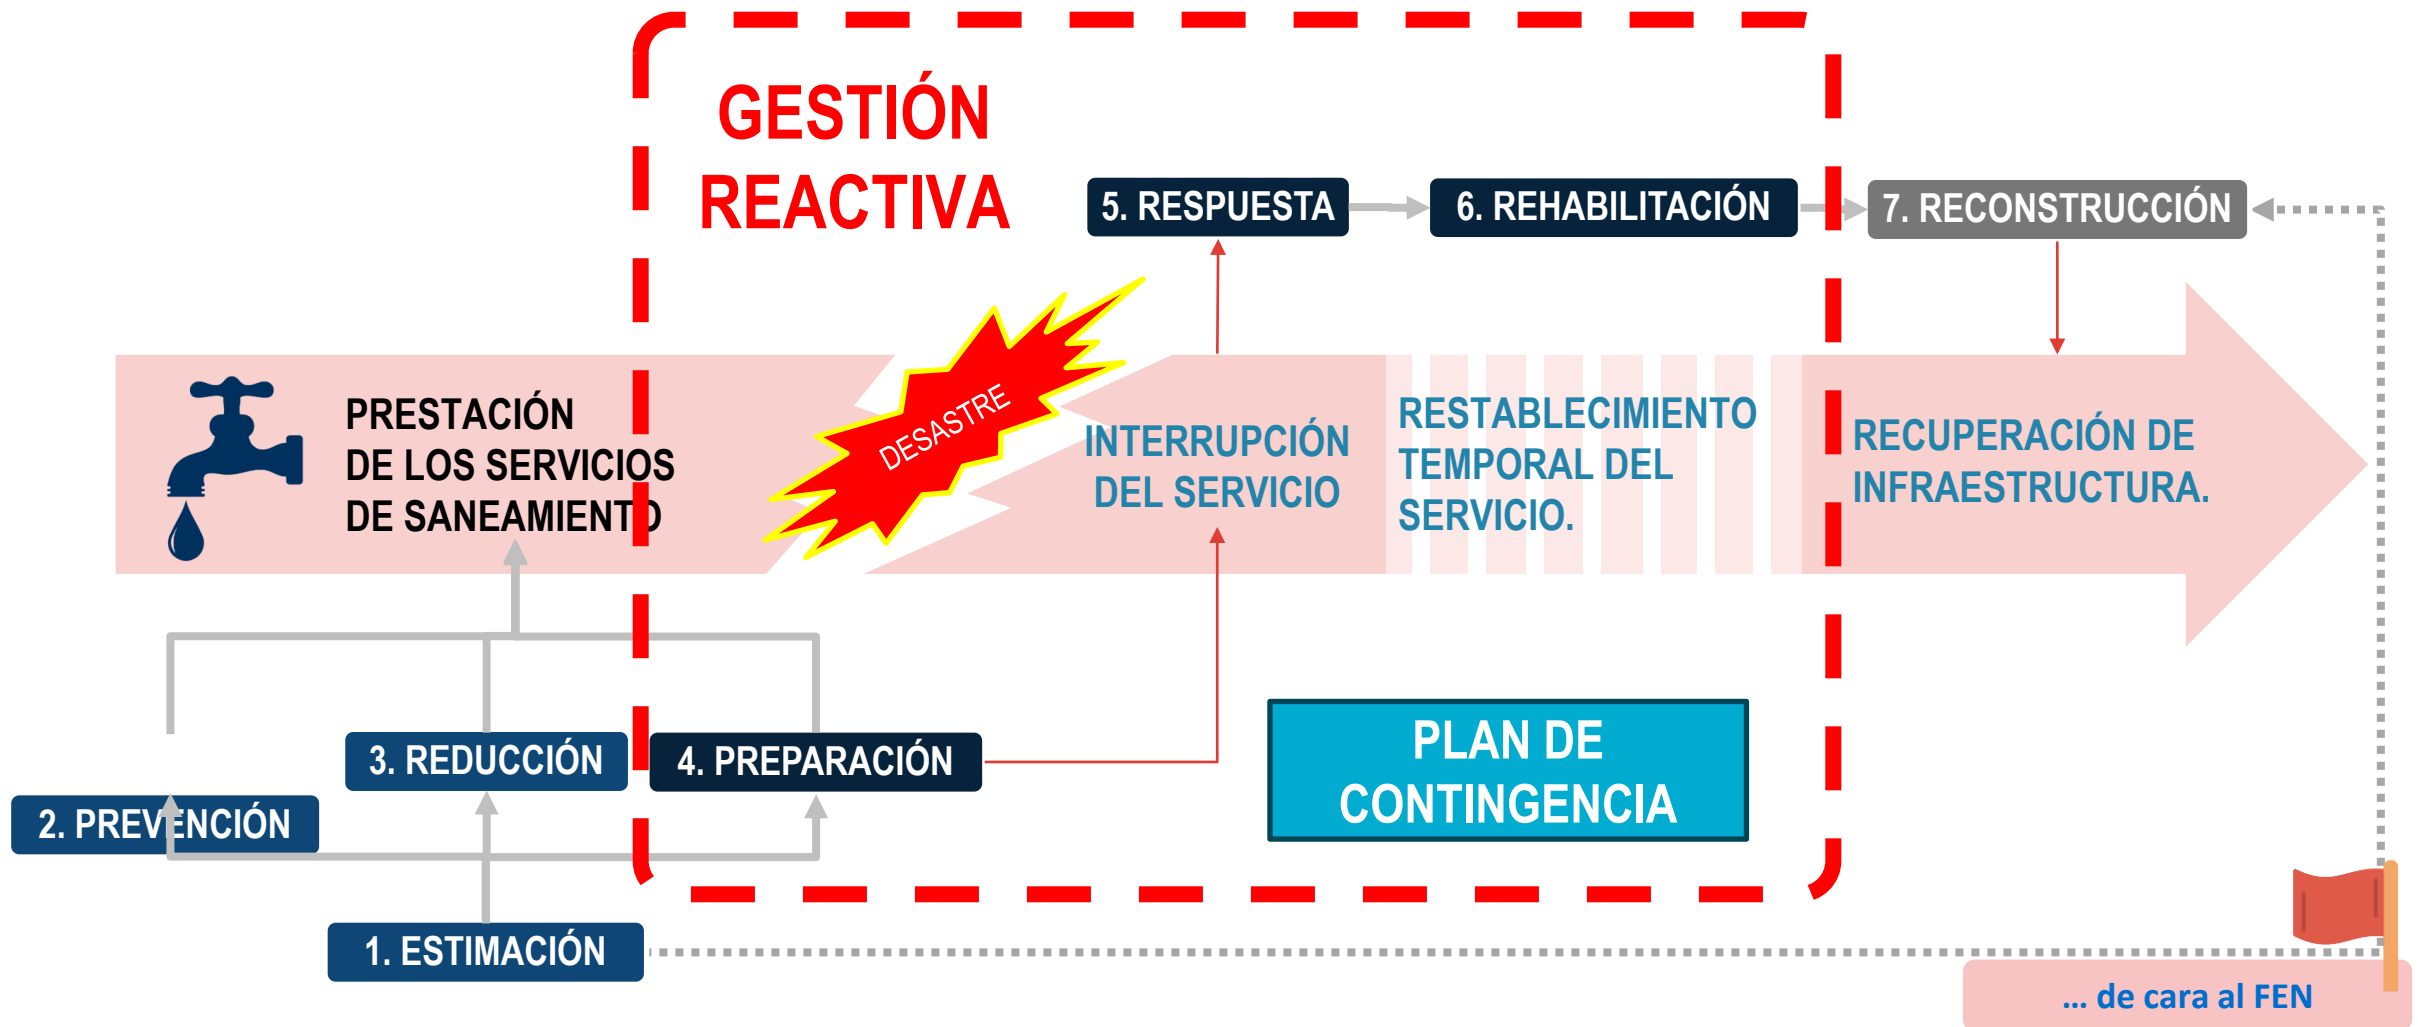 GESTIÓN
REACTIVA
5. RESPUESTA
6. REHABILITACIÓN
7. RECONSTRUCCIÓN
PRESTACIÓN
DE LOS SERVICIOS
DE SANEAMIENTO
DESASTRE
INTERRUPCIÓN
DEL SERVICIO
RESTABLECIMIENTO
TEMPORAL DEL
SERVICIO.
RECUPERACIÓN DE
INFRAESTRUCTURA.
3. REDUCCIÓN
4. PREPARACIÓN
2. PREVENCIÓN
PLAN DE
CONTINGENCIA
1. ESTIMACIÓN
... de cara al FEN